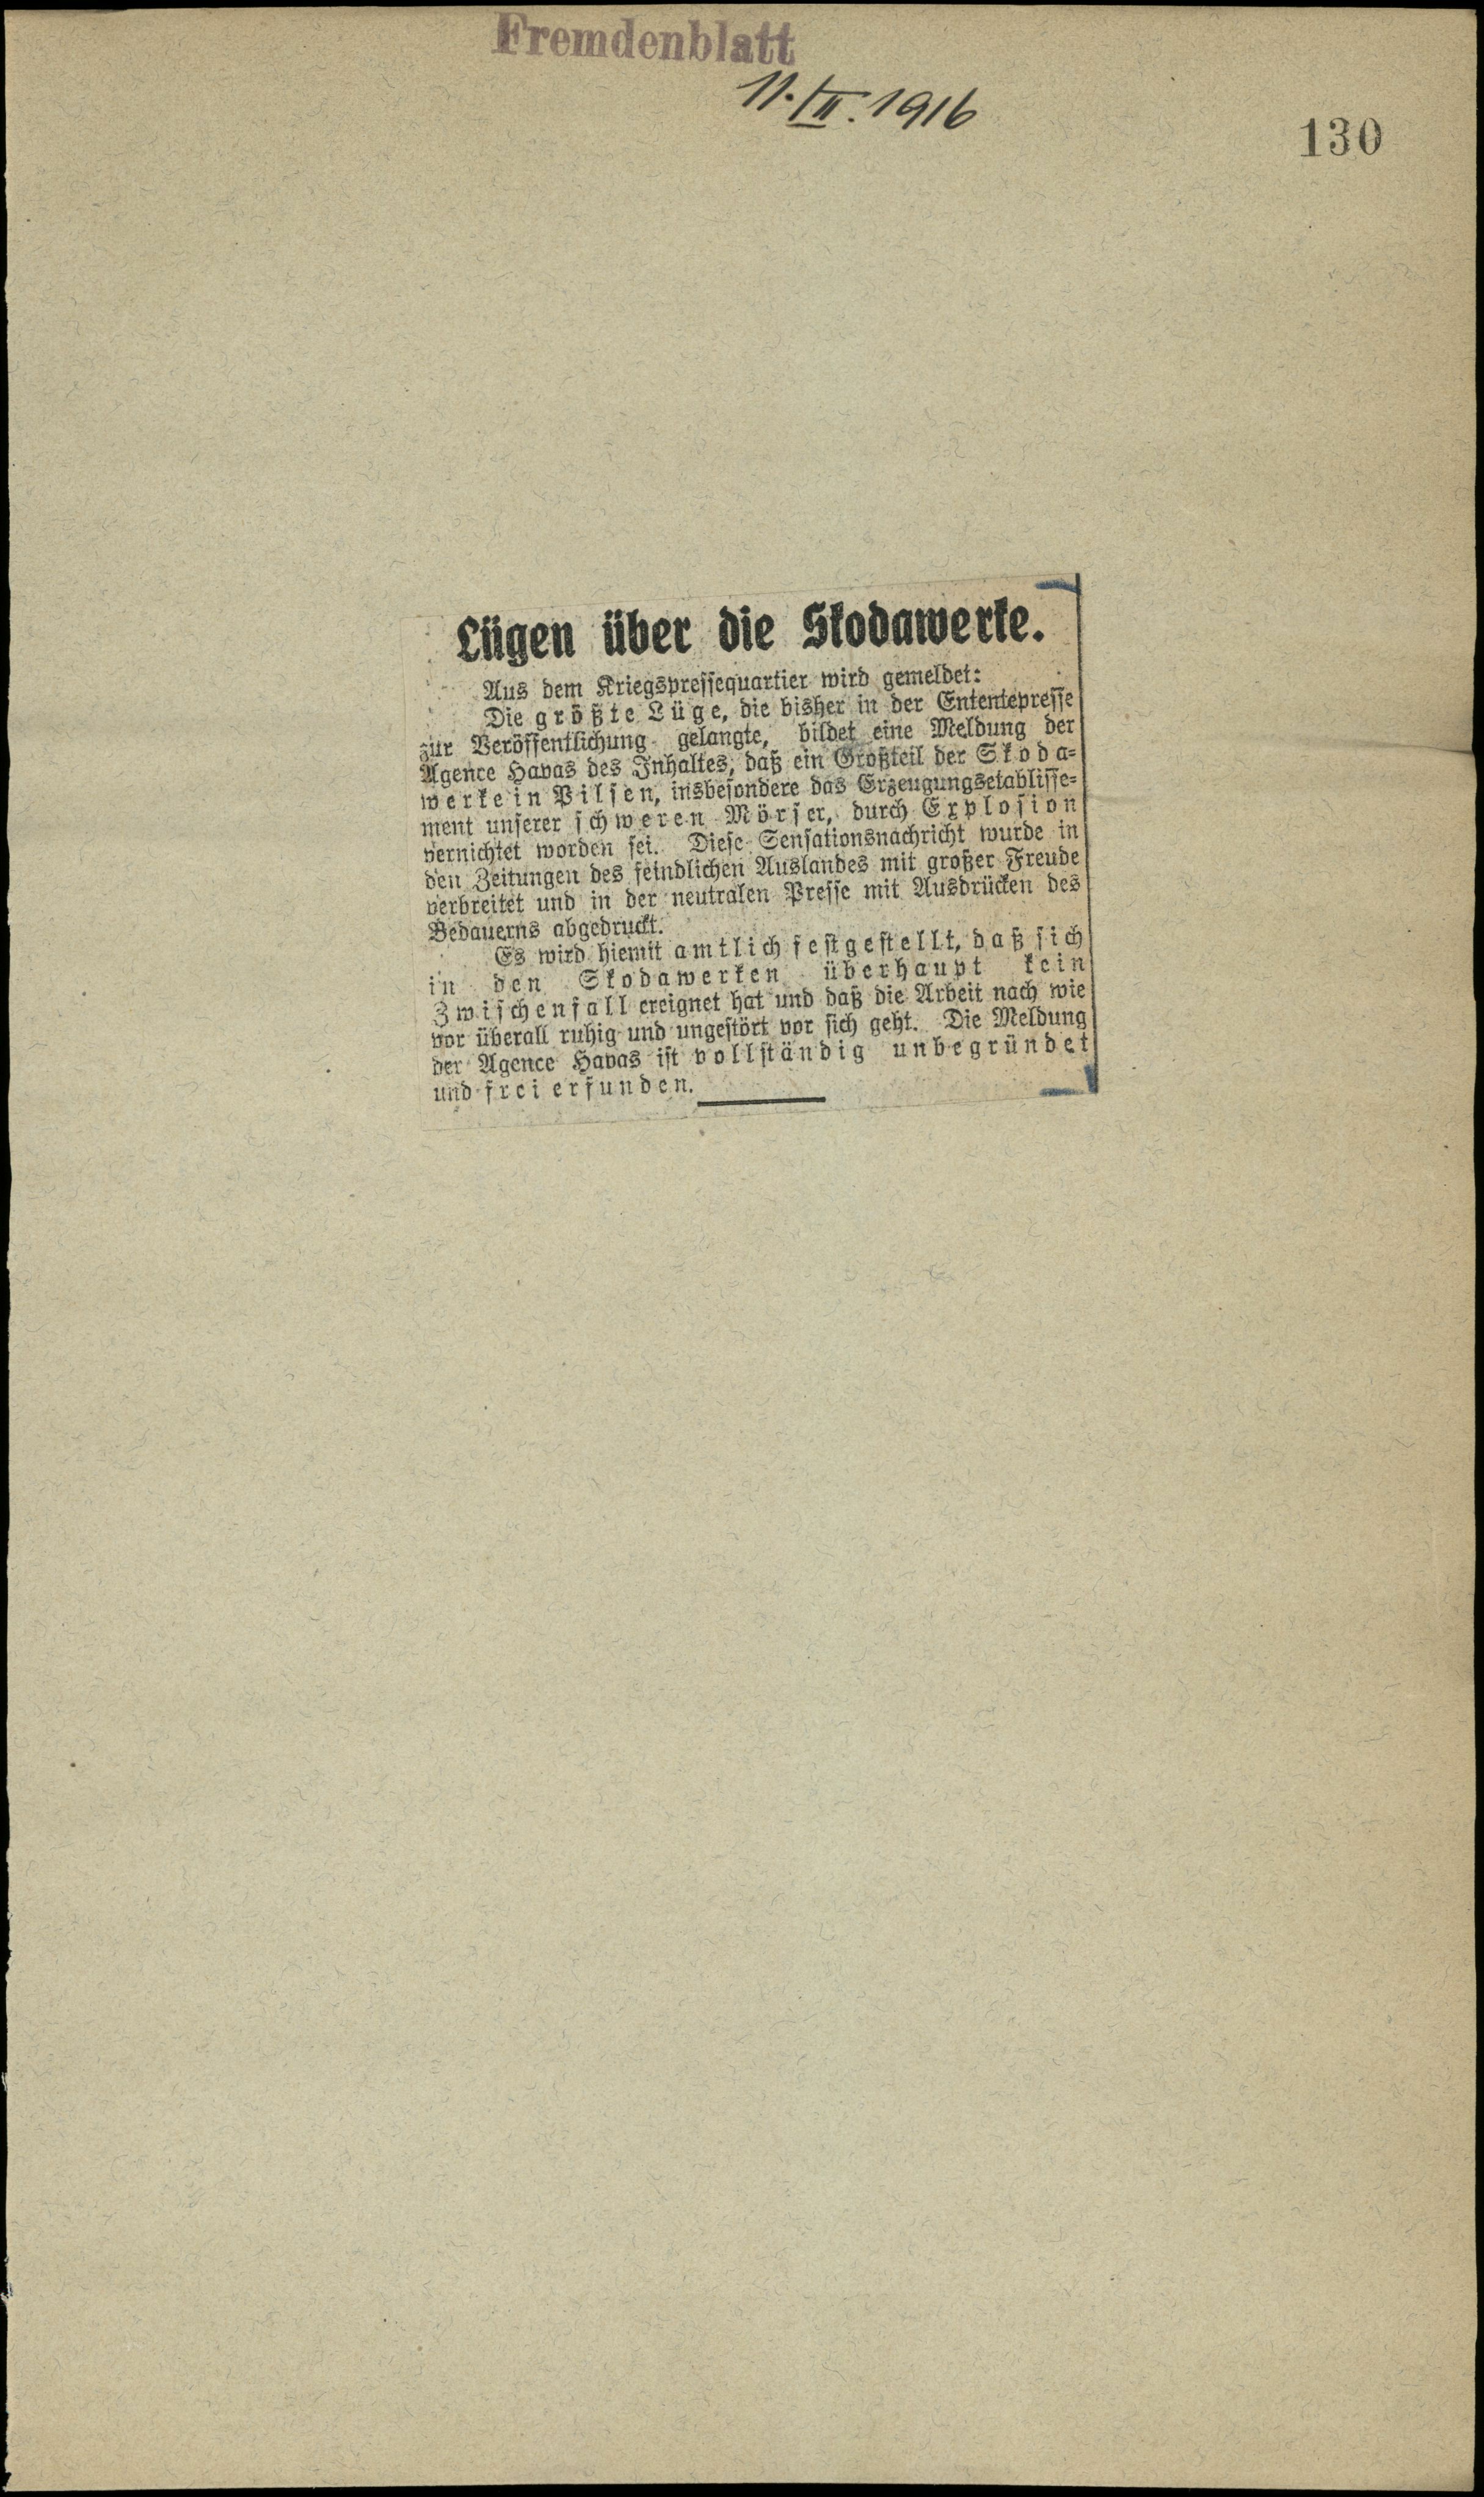 Fremdenblatt
11./II. 1916
130
Lügen über die Skodawerke.
Aus dem Kriegspressequartier wird gemeldet:
Die größte Lüge, die bisher in der Ententepresse
zur Veröffentlichung gelangte, bildet eine Meldung der
Agence Havas des Inhaltes, daß ein Großteil der Skoda-
werke in Pilsen, insbesondere das Erzeugungsetablisse-
ment unserer schweren Mörser, durch Explosion
vernichtet worden sei. Diese Sensationsnachricht wurde in
den Zeitungen des feindlichen Auslandes mit großer Freude
verbreitet und in der neutralen Presse mit Ausdrücken des
Bedauerns abgedruckt.
Es wird hiemit amtlich festgestellt, daß sich
in den Skodawerken überhaupt kein
Zwischenfall ereignet hat und daß die Arbeit nach wie
vor überall ruhig und ungestört vor sich geht. Die Meldung
der Agence Havas ist vollständig unbegründet
und frei erfunden.